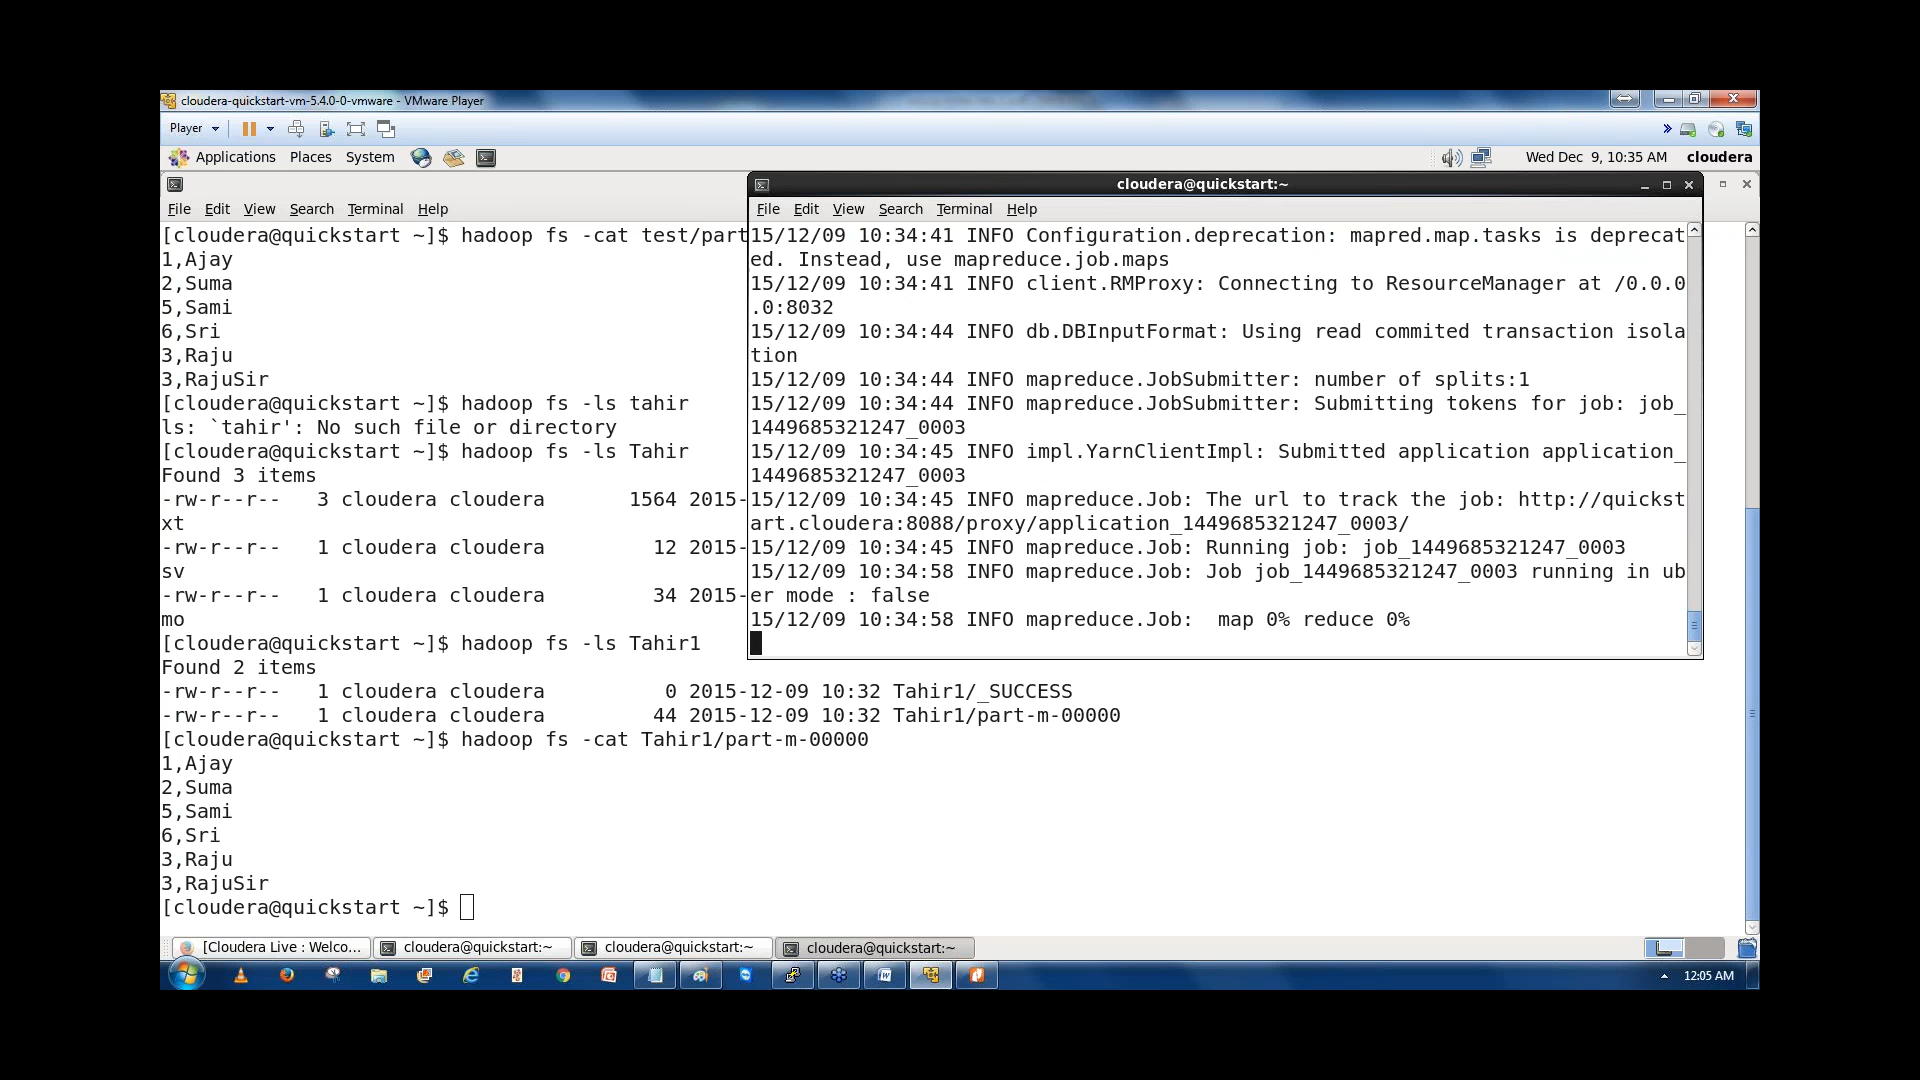 cloudera-quickstart-vm-5.4.0-0-vmware - VMware Player
Player
Applications Places System
Wed Dec 9, 10:35 AM cloudera
File Edit View Search Terminal Help
[cloudera@quickstart ~]$ hadoop fs -cat test/part
1,Ajay
2,Suma
5,Sami
6,Sri
3,Raju
3,RajuSir
[cloudera@quickstart ~]$ hadoop fs -ls tahir
ls: `tahir': No such file or directory
[cloudera@quickstart ~]$ hadoop fs -ls Tahir
Found 3 items
-rw-r--r--   3 cloudera cloudera       1564 2015-
xt
-rw-r--r--   1 cloudera cloudera         12 2015-
sv
-rw-r--r--   1 cloudera cloudera         34 2015-
mo
[cloudera@quickstart ~]$ hadoop fs -ls Tahir1
Found 2 items
-rw-r--r--   1 cloudera cloudera          0 2015-12-09 10:32 Tahir1/_SUCCESS
-rw-r--r--   1 cloudera cloudera         44 2015-12-09 10:32 Tahir1/part-m-00000
[cloudera@quickstart ~]$ hadoop fs -cat Tahir1/part-m-00000
1,Ajay
2,Suma
5,Sami
6,Sri
3,Raju
3,RajuSir
[cloudera@quickstart ~]$
cloudera@quickstart:~
File Edit View Search Terminal Help
15/12/09 10:34:41 INFO Configuration.deprecation: mapred.map.tasks is deprecat
ed. Instead, use mapreduce.job.maps
15/12/09 10:34:41 INFO client.RMProxy: Connecting to ResourceManager at /0.0.0
.0:8032
15/12/09 10:34:44 INFO db.DBInputFormat: Using read commited transaction isola
tion
15/12/09 10:34:44 INFO mapreduce.JobSubmitter: number of splits:1
15/12/09 10:34:44 INFO mapreduce.JobSubmitter: Submitting tokens for job: job_
1449685321247_0003
15/12/09 10:34:45 INFO impl.YarnClientImpl: Submitted application application_
1449685321247_0003
15/12/09 10:34:45 INFO mapreduce.Job: The url to track the job: http://quickst
art.cloudera:8088/proxy/application_1449685321247_0003/
15/12/09 10:34:45 INFO mapreduce.Job: Running job: job_1449685321247_0003
15/12/09 10:34:58 INFO mapreduce.Job: Job job_1449685321247_0003 running in ub
er mode : false
15/12/09 10:34:58 INFO mapreduce.Job:  map 0% reduce 0%
[Cloudera Live : Welco... cloudera@quickstart:~ cloudera@quickstart:~ cloudera@quickstart:~
12:05 AM